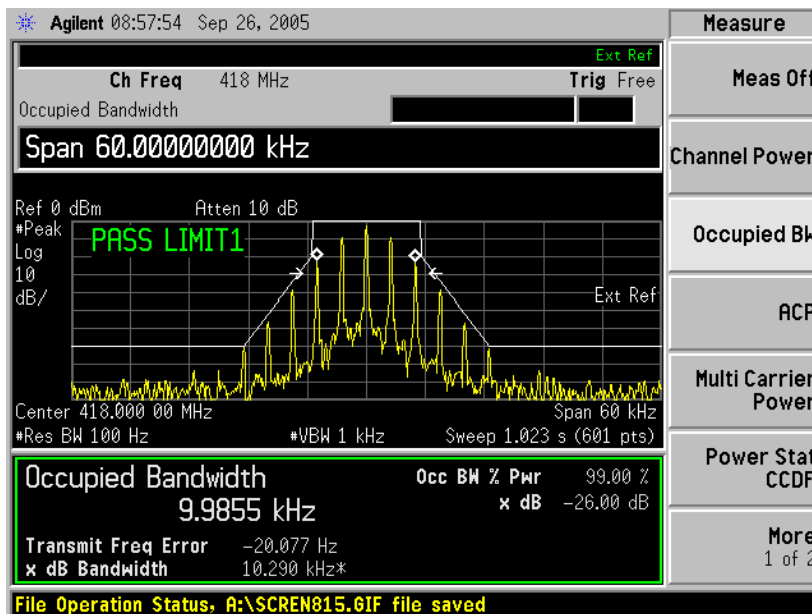 Agilent 08:57:54 Sep 26, 2005
Measure
Ext Ref
Ch Freq 418 MHz Trig Free
Occupied Bandwidth
Span 60.00000000 kHz
Ref 0 dBm Atten 10 dB
#Peak
Log
10
dB/
PASS LIMIT1
Ext Ref
Center 418.000 00 MHz Span 60 kHz
#Res BW 100 Hz #VBW 1 kHz Sweep 1.023 s (601 pts)
Occupied Bandwidth
9.9855 kHz
Occ BW % Pwr 99.00 %
x dB -26.00 dB
Transmit Freq Error -20.077 Hz
x dB Bandwidth 10.290 kHz*
File Operation Status, A:\SCREN815.GIF file saved
Meas Off
Channel Power
Occupied Bw
ACP
Multi Carrier
Power
Power Stat
CCDF
More
1 of 2